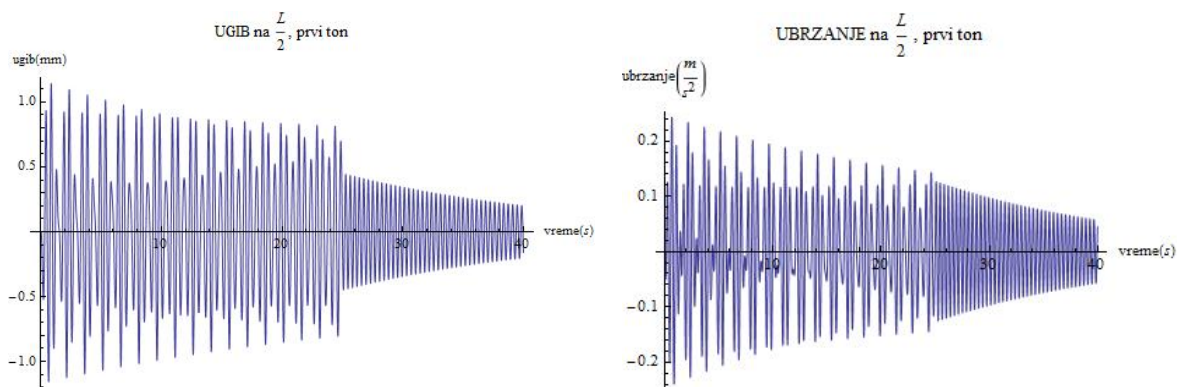 UGIB na L/2, prvi ton
ugib(mm)
1.0
0.5
-0.5
-1.0
10
20
30
40
vreme(s)
UBRZANJE na L/2, prvi ton
ubrzanje(m/s²)
0.2
0.1
-0.1
-0.2
10
20
30
40
vreme(s)